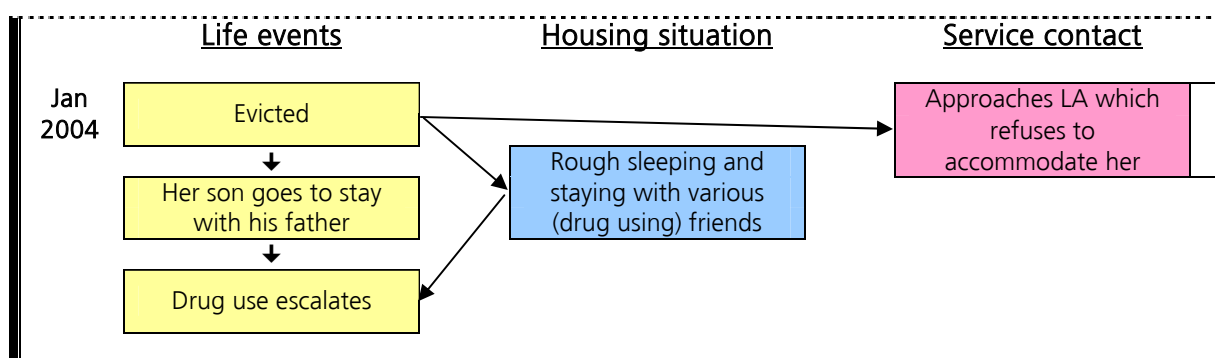 Life events
Housing situation
Service contact
Jan
2004
Evicted
Approaches LA which
refuses to
accommodate her
Rough sleeping and
staying with various
(drug using) friends
Her son goes to stay
with his father
Drug use escalates